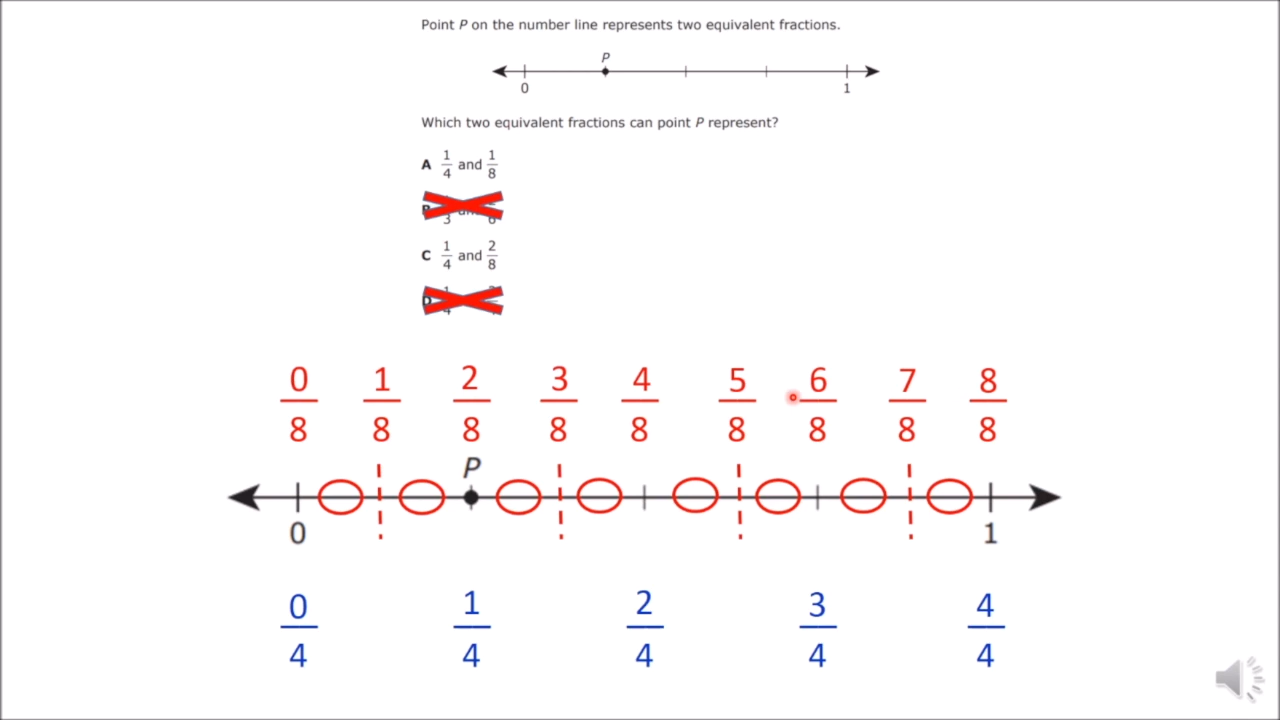 Point P on the number line represents two equivalent fractions.
P
0 1
Which two equivalent fractions can point P represent?
A 1/4 and 1/8
C 1/4 and 2/8
0/8 1/8 2/8 3/8 4/8 5/8 6/8 7/8 8/8
P
0 1
0/4 1/4 2/4 3/4 4/4